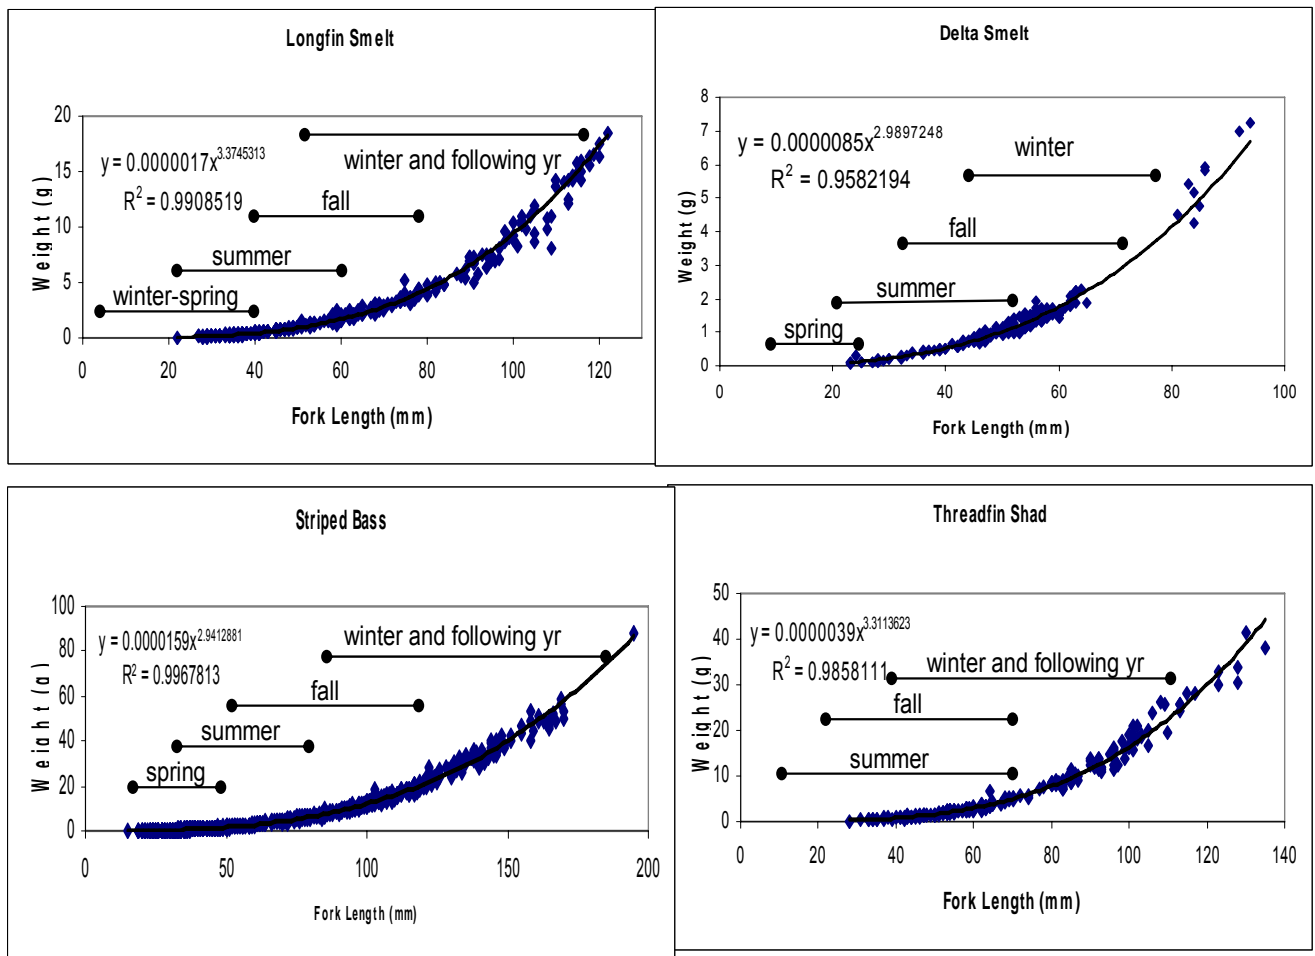 Longfin Smelt
20
15
10
5
0
Weight (g)
y = 0.0000017x^3.3745313
R² = 0.9908519
winter and following yr
fall
summer
winter-spring
0 20 40 60 80 100 120
Fork Length (mm)
Delta Smelt
8
7
6
5
4
3
2
1
0
Weight (g)
y = 0.0000085x^2.9897248
R² = 0.9582194
winter
fall
summer
spring
0 20 40 60 80 100
Fork Length (mm)
Striped Bass
100
80
60
40
20
0
Weight (g)
y = 0.0000159x^2.9412881
R² = 0.9967813
winter and following yr
fall
summer
spring
0 50 100 150 200
Fork Length (mm)
Threadfin Shad
50
40
30
20
10
0
Weight (g)
y = 0.0000039x^3.3113623
R² = 0.9858111
winter and following yr
fall
summer
0 20 40 60 80 100 120 140
Fork Length (mm)